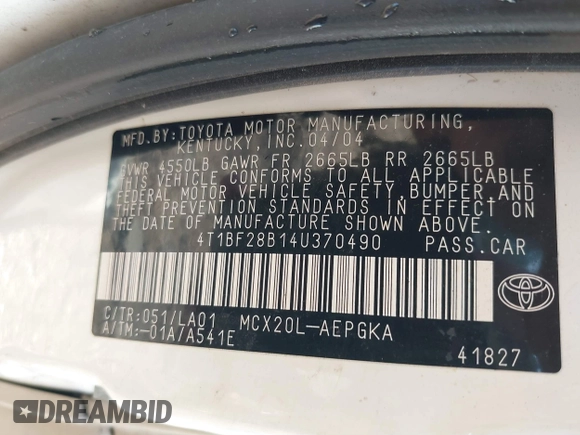 MFD.BY:TOYOTA MOTOR MANUFACTURING,
KENTUCKY, INC.04/04
GVWR 4550LB GAWR FR 2665LB RR 2665LB
THIS VEHICLE CONFORMS TO ALL APPLICABLE
FEDERAL MOTOR VEHICLE SAFETY, BUMPER,AND
THEFT PREVENTION STANDARDS IN EFFECT ON
THE DATE OF MANUFACTURE SHOWN ABOVE.
4T1BF28B14U370490 PASS.CAR
C/TR:051/LA01 MCX20L-AEPGKA
A/TM:-01A/A541E
TOYOTA
41827
DREAMBID